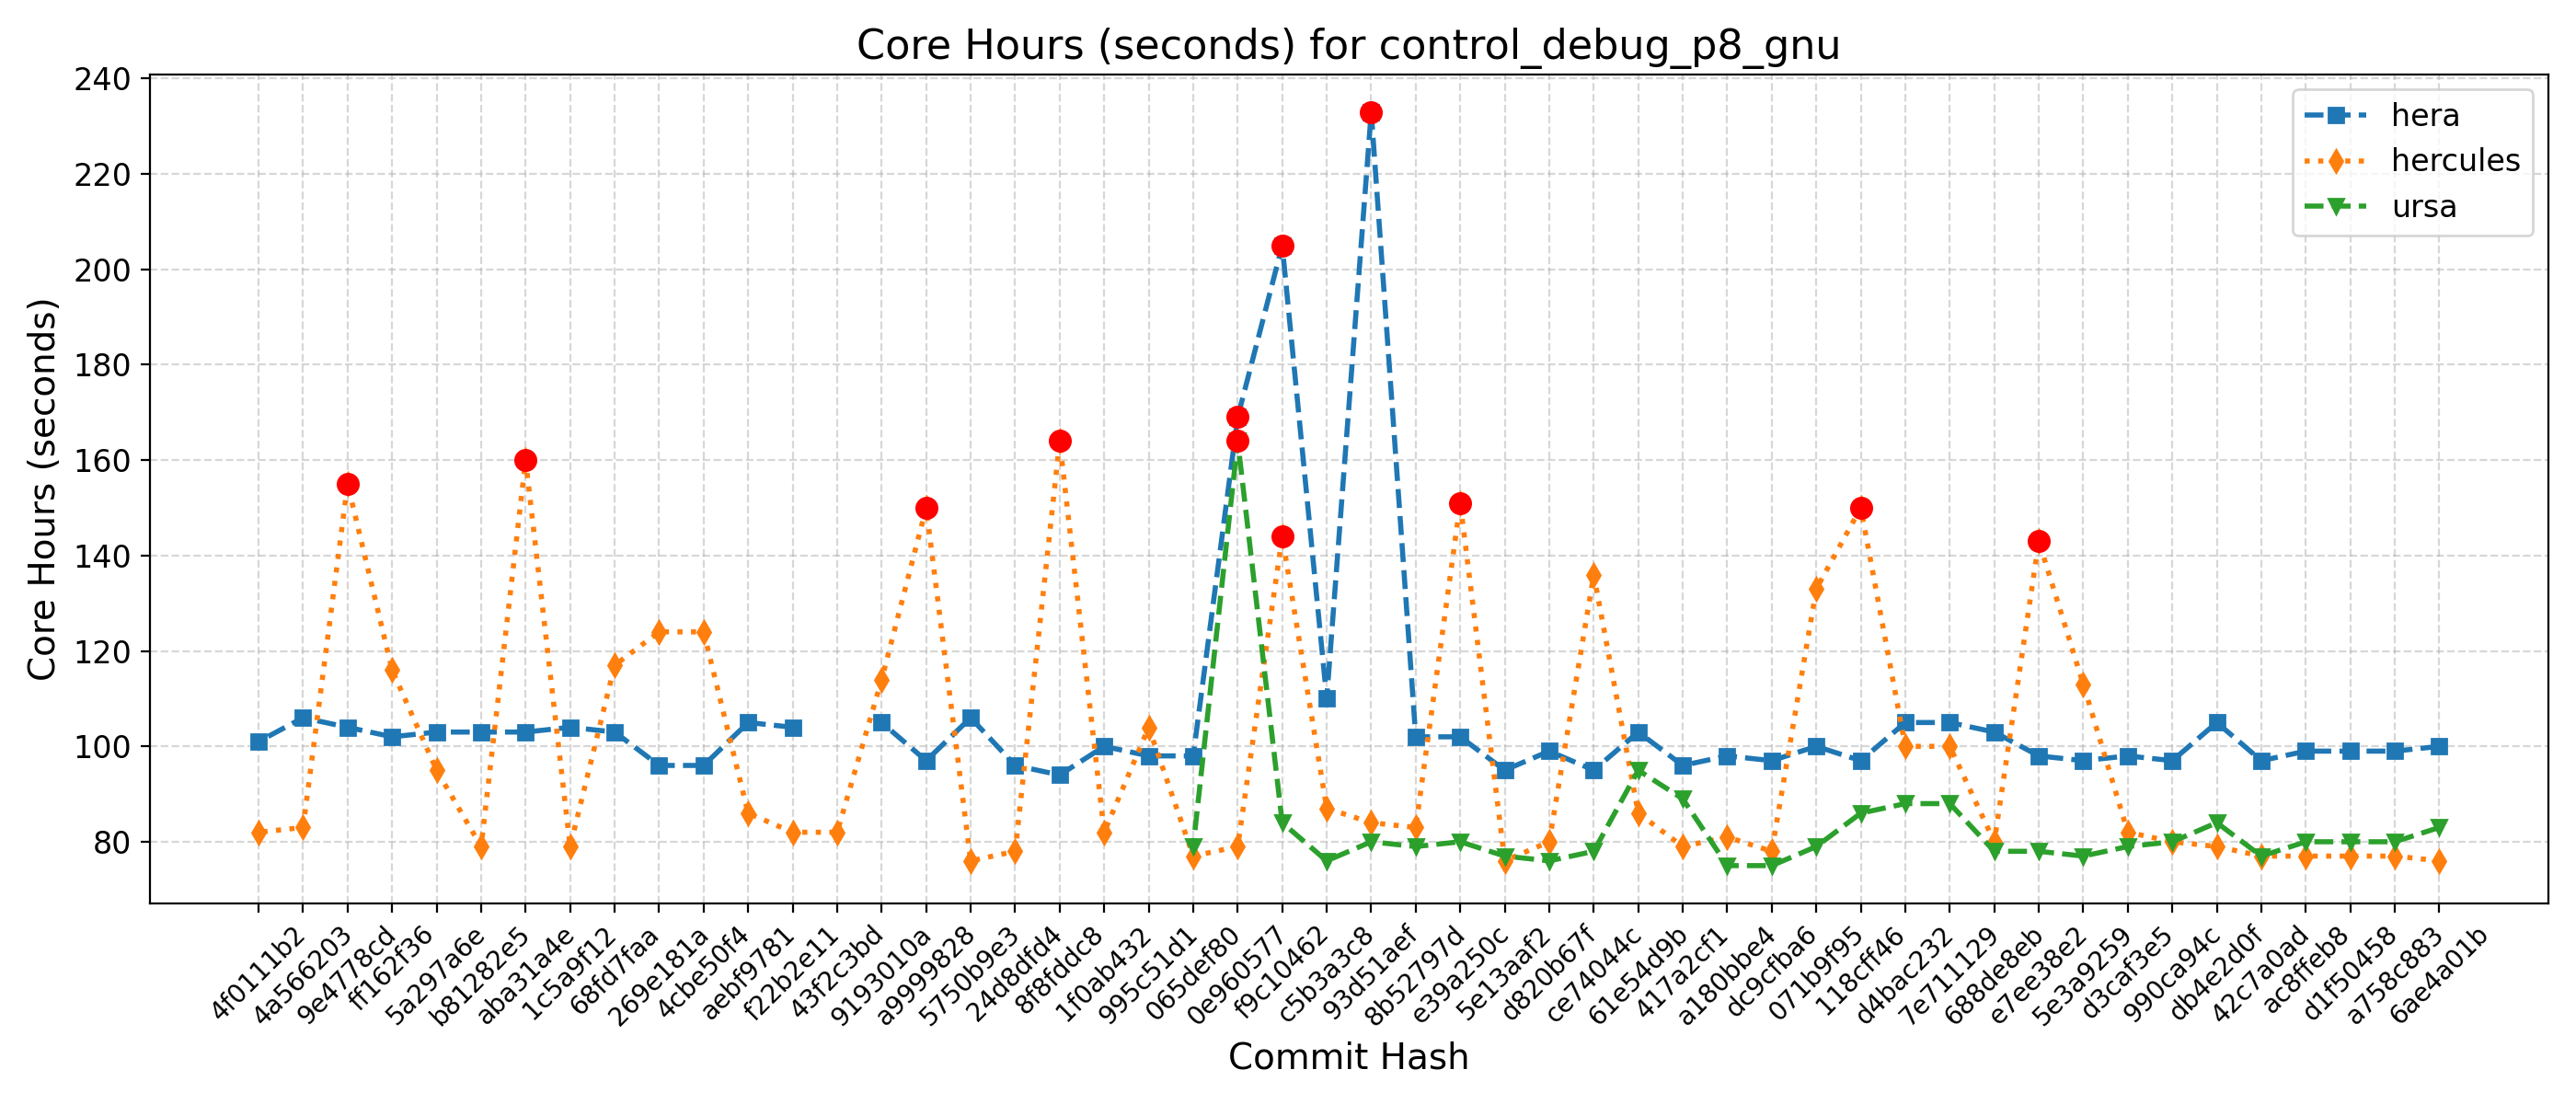 Core Hours (seconds) for control_debug_p8_gnu
240
220
200
180
160
140
120
100
80
Core Hours (seconds)
hera
hercules
ursa
4f0111b2
4a566203
9e4778cd
ff162f36
5a297a6e
b81282e5
aba31a4e
1c5a9f12
68fd7faa
269e181a
4cbe50f4
aebf9781
f22b2e11
43f2c3bd
9193010a
a9999828
5750b9e3
24d8dfd4
8f8fddc8
1f0ab432
995c51d1
065def80
0e960577
f9c10462
c5b3a3c8
93d51aef
8b52797d
e39a250c
5e13aaf2
d820b67f
ce74044c
61e54d9b
417a2cf1
a180bbe4
dc9cfba6
071b9f95
118cff46
d4bac232
7e711129
688de8eb
e7ee38e2
5e3a9259
d3caf3e5
990ca94c
db4e2d0f
42c7a0ad
ac8ffeb8
d1f50458
a758c883
6ae4a01b
Commit Hash